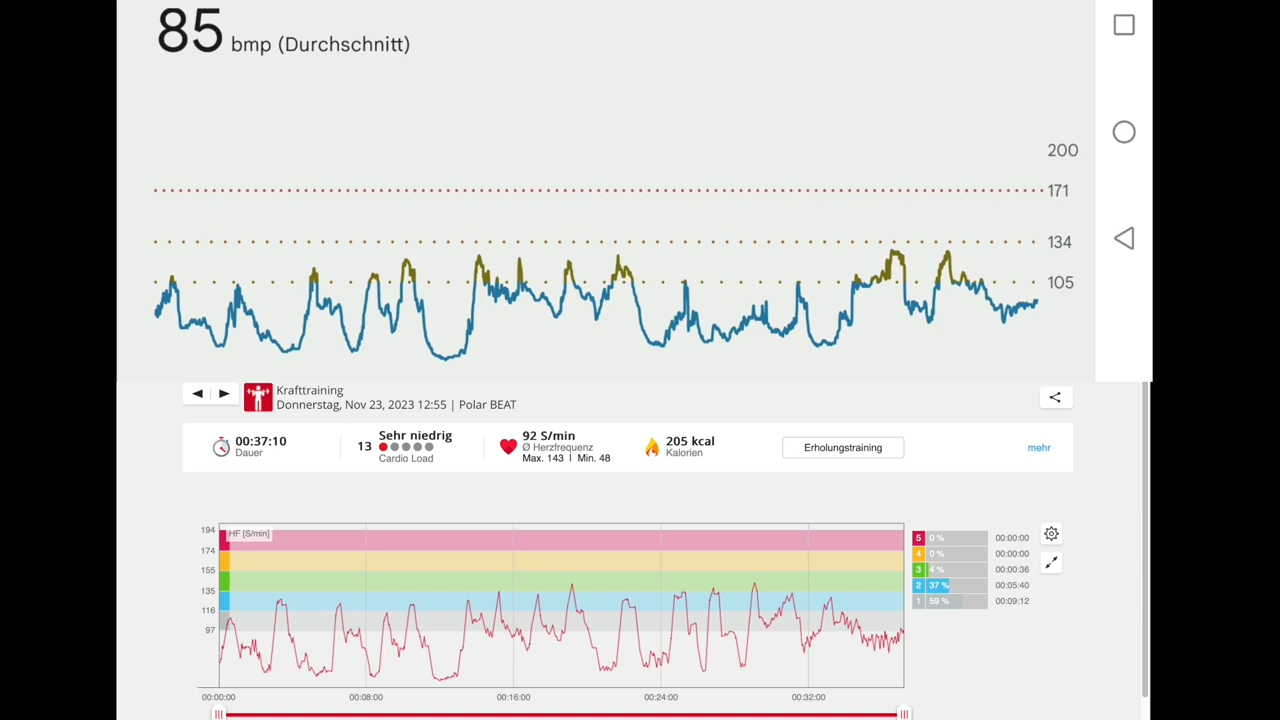 85 bmp (Durchschnitt)
200
171
134
105
Krafttraining
Donnerstag, Nov 23, 2023 12:55 | Polar BEAT
00:37:10
Dauer
13
Sehr niedrig
Cardio Load
92 S/min
Ø Herzfrequenz
Max. 143 | Min. 48
205 kcal
Kalorien
Erholungstraining
mehr
HF [S/min]
194
174
155
135
116
97
00:00:00
00:08:00
00:16:00
00:24:00
00:32:00
5 0 % 00:00:00
4 0 % 00:00:00
3 4 % 00:00:36
2 37 % 00:05:40
1 59 % 00:09:12